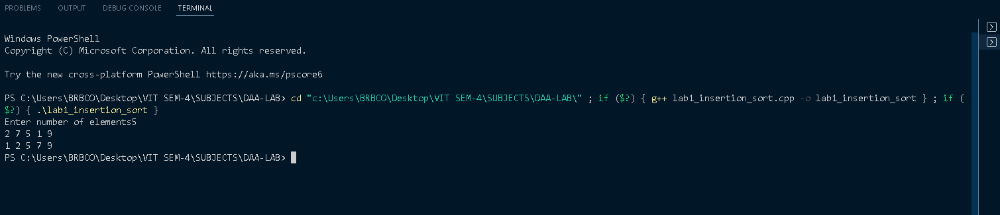 PROBLEMS OUTPUT DEBUG CONSOLE TERMINAL
Windows PowerShell
Copyright (C) Microsoft Corporation. All rights reserved.
Try the new cross-platform PowerShell https://aka.ms/pscore6
PS C:\Users\BRBCO\Desktop\VIT SEM-4\SUBJECTS\DAA-LAB> cd "c:\Users\BRBCO\Desktop\VIT SEM-4\SUBJECTS\DAA-LAB\" ; if ($?) { g++ lab1_insertion_sort.cpp -o lab1_insertion_sort } ; if (
$?) { .\lab1_insertion_sort }
Enter number of elements5
2 7 5 1 9
1 2 5 7 9
PS C:\Users\BRBCO\Desktop\VIT SEM-4\SUBJECTS\DAA-LAB>